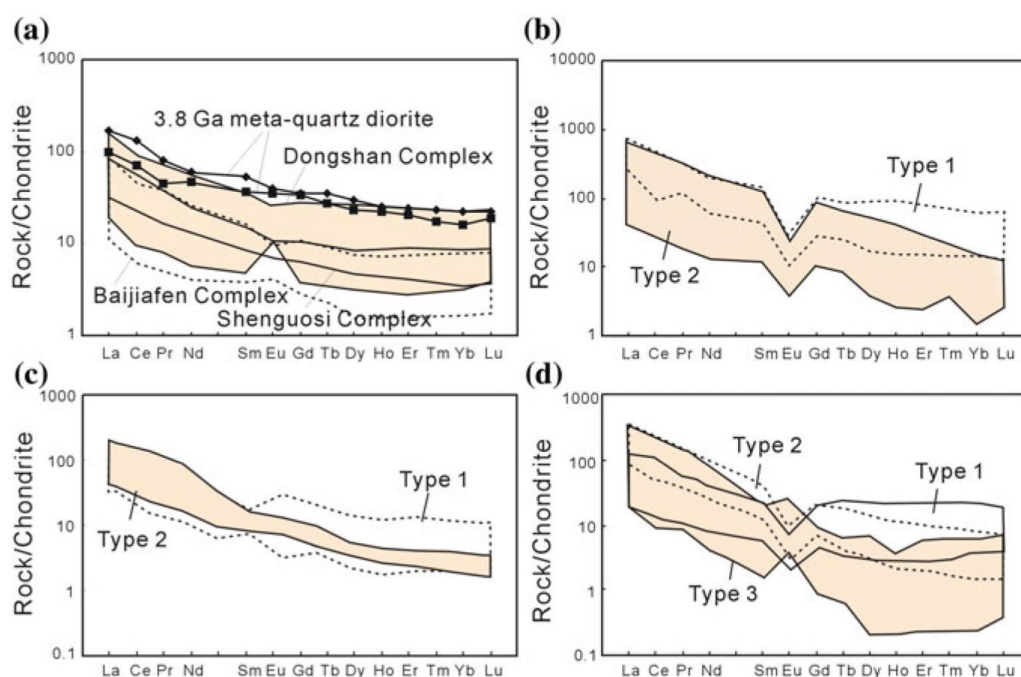 (a)
1000
100
10
1
Rock/Chondrite
3.8 Ga meta-quartz diorite
Dongshan Complex
Baijiafen Complex
Shenguosi Complex
La Ce Pr Nd Sm Eu Gd Tb Dy Ho Er Tm Yb Lu
(b)
10000
1000
100
10
1
Rock/Chondrite
Type 1
Type 2
La Ce Pr Nd Sm Eu Gd Tb Dy Ho Er Tm Yb Lu
(c)
1000
100
10
1
0.1
Rock/Chondrite
Type 1
Type 2
La Ce Pr Nd Sm Eu Gd Tb Dy Ho Er Tm Yb Lu
(d)
1000
100
10
1
0.1
Rock/Chondrite
Type 2
Type 1
Type 3
La Ce Pr Nd Sm Eu Gd Tb Dy Ho Er Tm Yb Lu